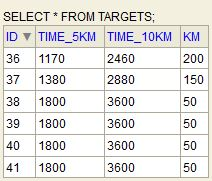 SELECT * FROM TARGETS;
ID TIME_5KM TIME_10KM KM
36 1170 2460 200
37 1380 2880 150
38 1800 3600 50
39 1800 3600 50
40 1800 3600 50
41 1800 3600 50